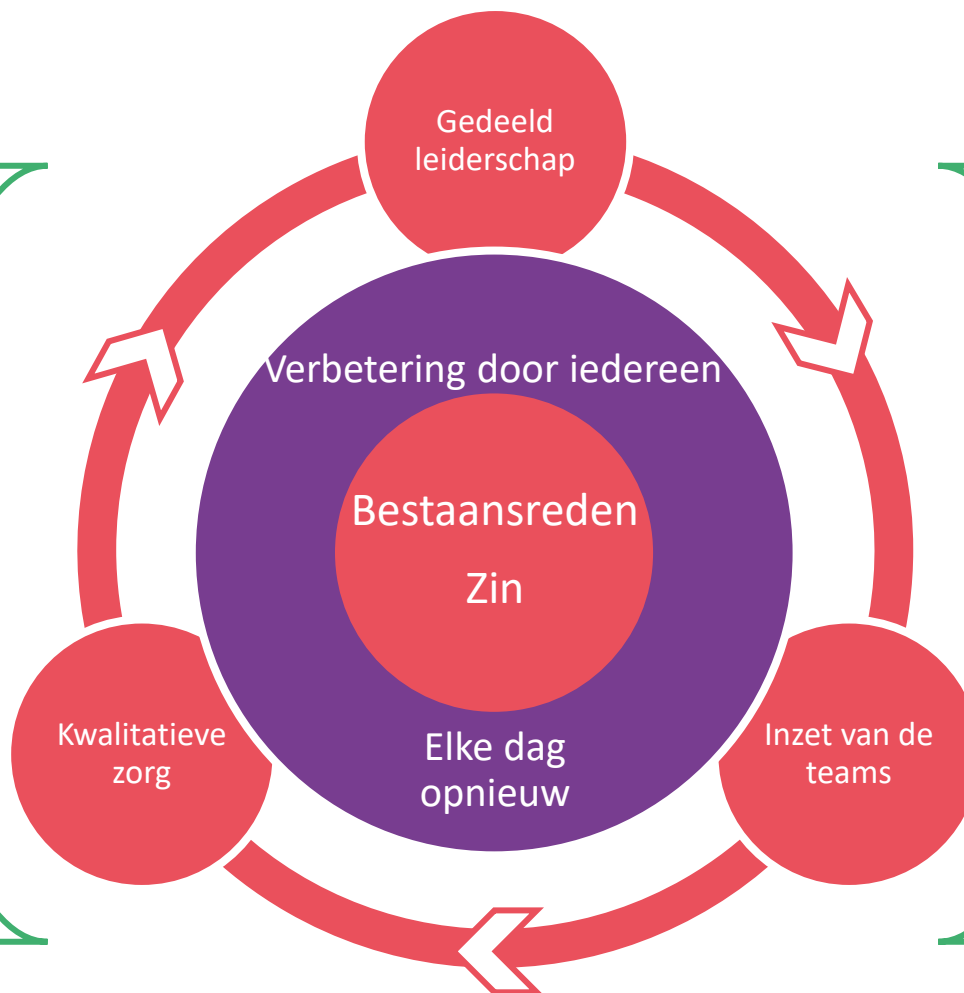 Gedeeld
leiderschap
Verbetering door iedereen
Bestaansreden
Zin
Kwalitatieve
zorg
Elke dag
opnieuw
Inzet van de
teams